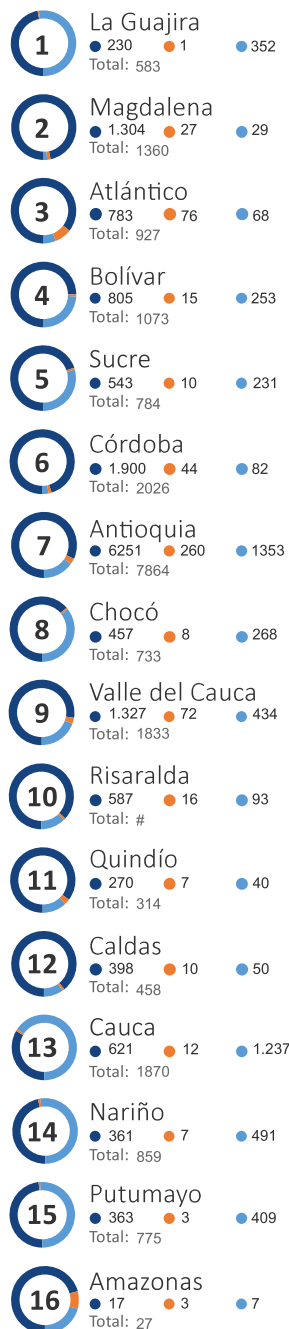 1 La Guajira
230 1 352
Total: 583
2 Magdalena
1.304 27 29
Total: 1360
3 Atlántico
783 76 68
Total: 927
4 Bolívar
805 15 253
Total: 1073
5 Sucre
543 10 231
Total: 784
6 Córdoba
1.900 44 82
Total: 2026
7 Antioquia
6251 260 1353
Total: 7864
8 Chocó
457 8 268
Total: 733
9 Valle del Cauca
1.327 72 434
Total: 1833
10 Risaralda
587 16 93
Total: #
11 Quindío
270 7 40
Total: 314
12 Caldas
398 10 50
Total: 458
13 Cauca
621 12 1.237
Total: 1870
14 Nariño
361 7 491
Total: 859
15 Putumayo
363 3 409
Total: 775
16 Amazonas
17 3 7
Total: 27